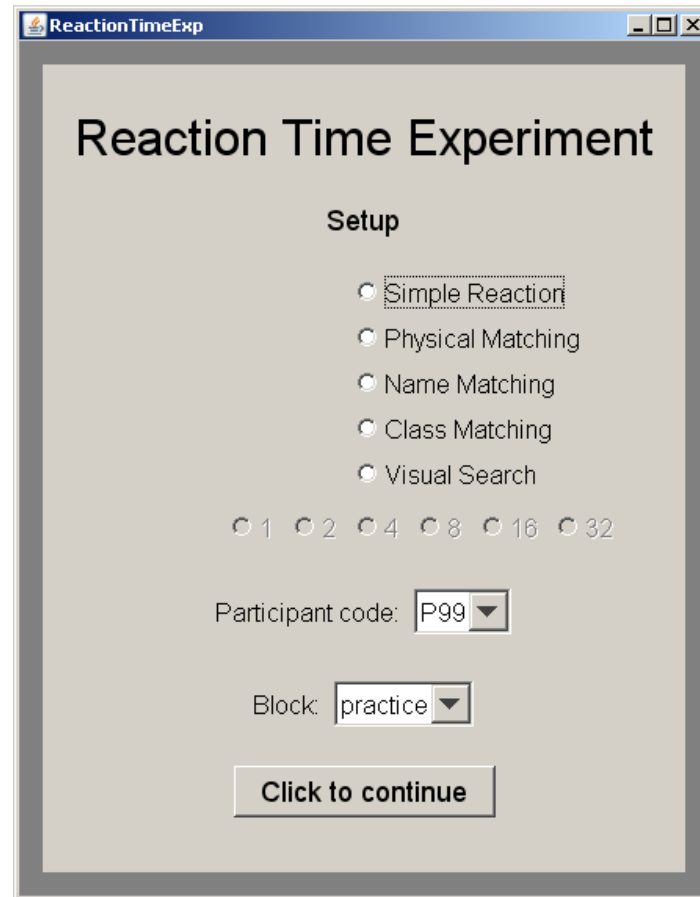 ReactionTimeExp
Reaction Time Experiment
Setup
Simple Reaction
Physical Matching
Name Matching
Class Matching
Visual Search
1 2 4 8 16 32
Participant code: P99
Block: practice
Click to continue